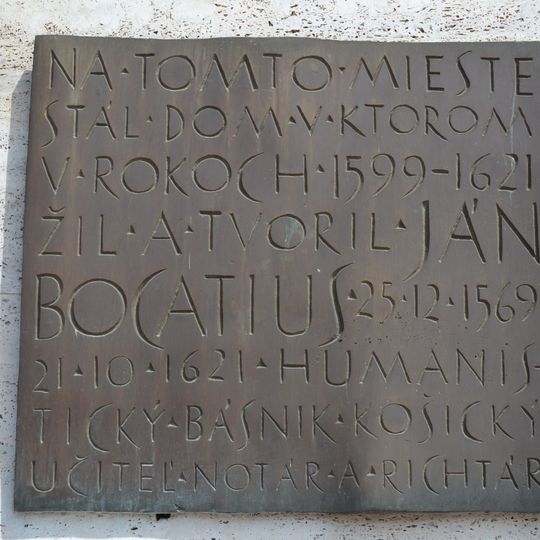 NA·TOMTO·MIESTE
STÁL·DOM·V·KTOROM
V·ROKOCH·1599-1621
ŽIL·A·TVORIL·JÁN
BOCATIUS·25·12·1569
21·10·1621·HUMANIS-
TICKÝ·BÁSNIK·KOŠICKÝ
UČITEĽ·NOTÁR·A·RICHTÁR